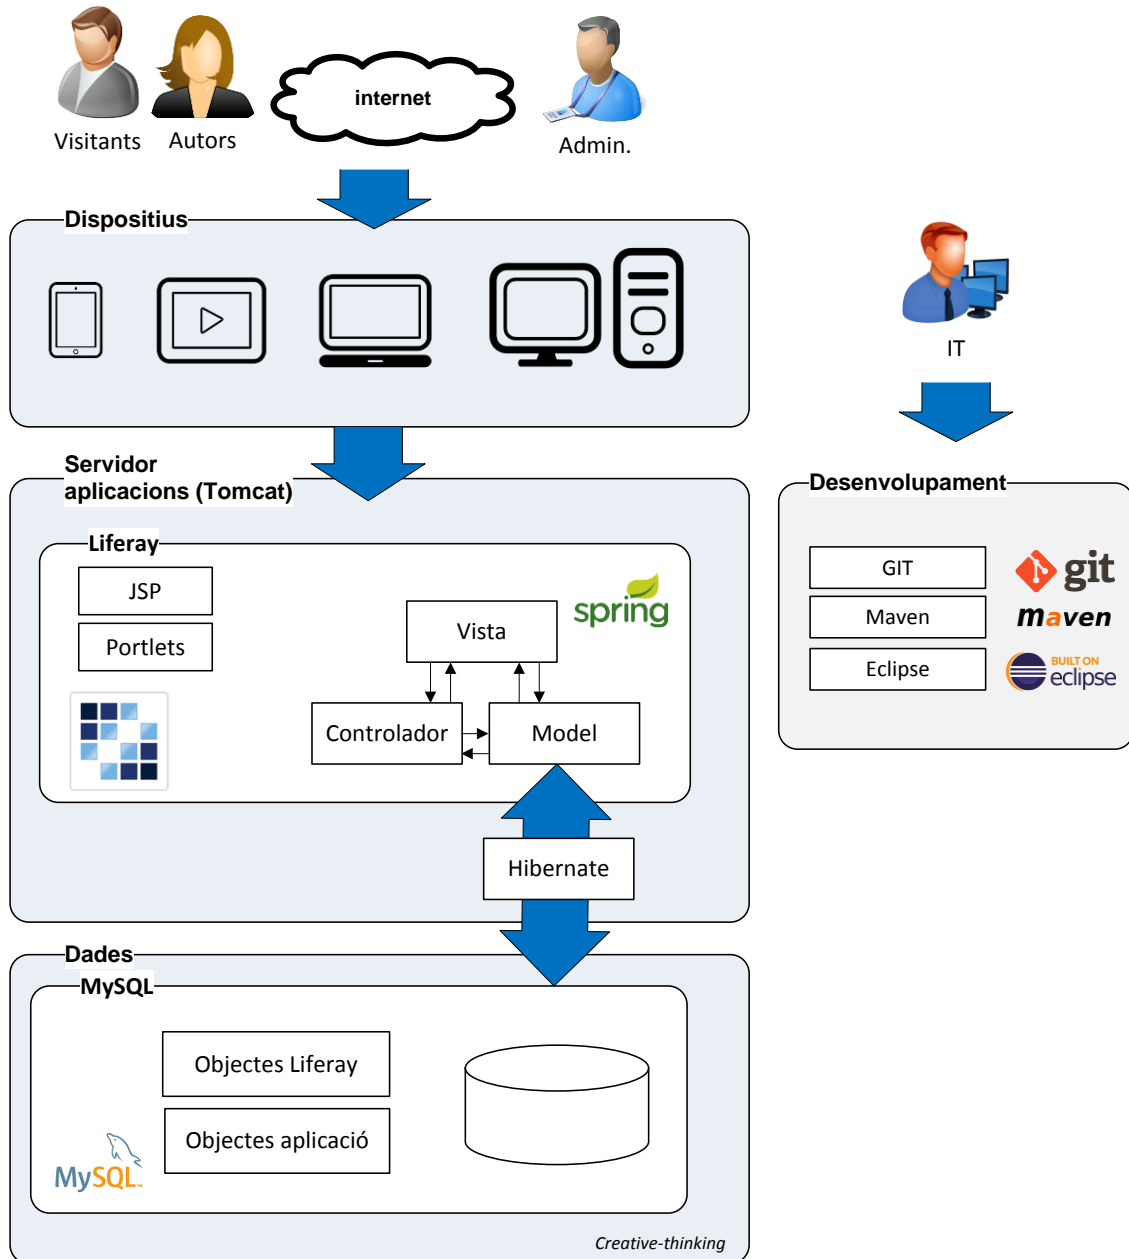 internet
Visitants
Autors
Admin.
Dispositius
IT
Servidor
aplicacions (Tomcat)
Desenvolupament
Liferay
JSP
Portlets
Vista
spring
Controlador
Model
GIT
git
Maven
maven
Eclipse
BUILT ON
eclipse
Hibernate
Dades
MySQL
Objectes Liferay
Objectes aplicació
MySQL
Creative-thinking